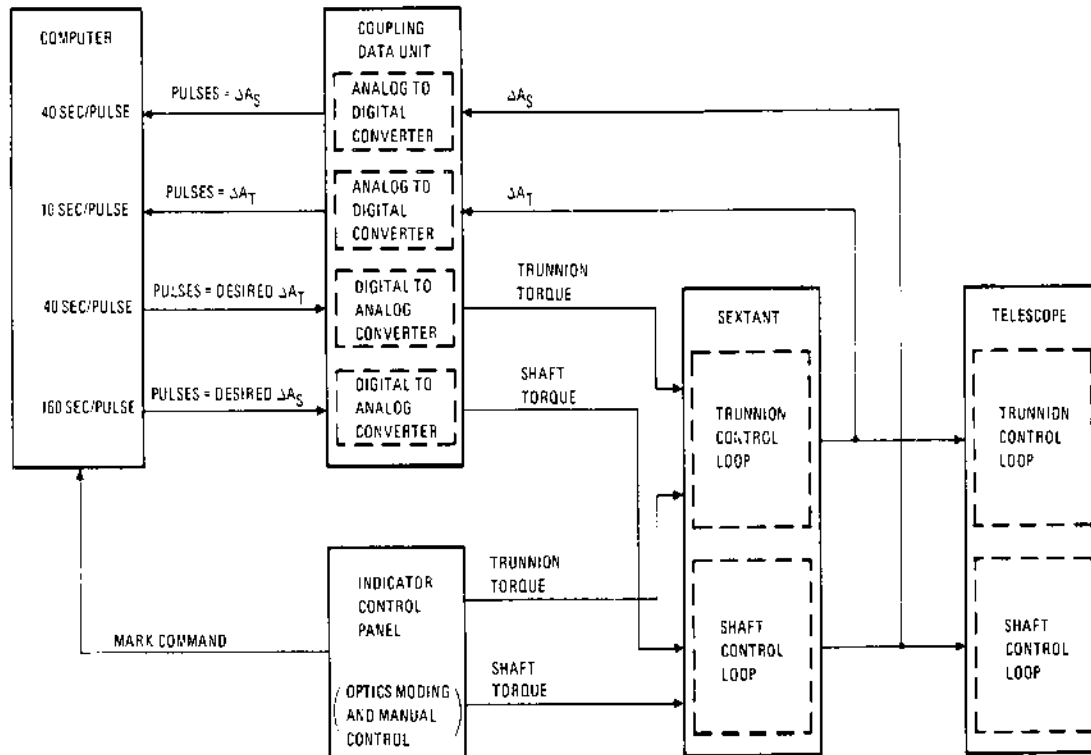 COMPUTER
40 SEC/PULSE
10 SEC/PULSE
40 SEC/PULSE
160 SEC/PULSE
PULSES = ΔA_S
PULSES = ΔA_T
PULSES = DESIRED ΔA_T
PULSES = DESIRED ΔA_S
COUPLING
DATA UNIT
ANALOG TO
DIGITAL
CONVERTER
ANALOG TO
DIGITAL
CONVERTER
DIGITAL TO
ANALOG
CONVERTER
DIGITAL TO
ANALOG
CONVERTER
ΔA_S
ΔA_T
TRUNNION
TORQUE
SHAFT
TORQUE
SEXTANT
TRUNNION
CONTROL
LOOP
SHAFT
CONTROL
LOOP
TELESCOPE
TRUNNION
CONTROL
LOOP
SHAFT
CONTROL
LOOP
MARK COMMAND
INDICATOR
CONTROL
PANEL
(OPTICS MODING
AND MANUAL
CONTROL)
TRUNNION
TORQUE
SHAFT
TORQUE